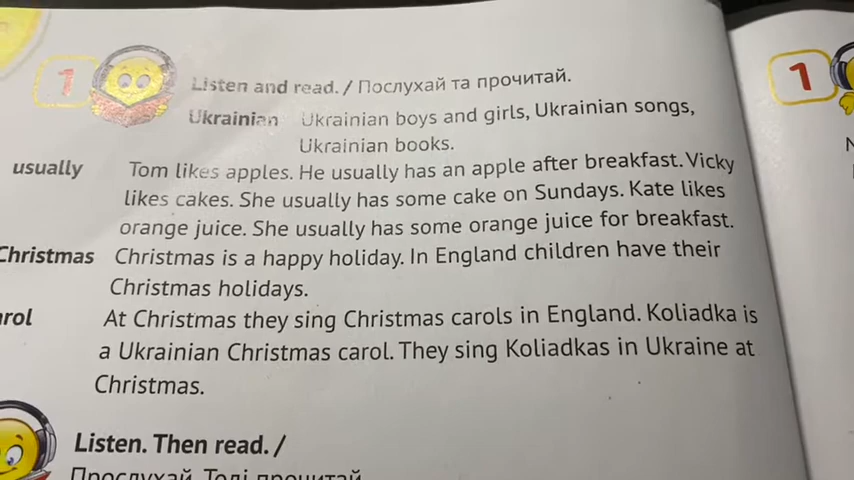 1 Listen and read. / Послухай та прочитай.
Ukrainian Ukrainian boys and girls, Ukrainian songs,
Ukrainian books.
usually Tom likes apples. He usually has an apple after breakfast. Vicky
likes cakes. She usually has some cake on Sundays. Kate likes
orange juice. She usually has some orange juice for breakfast.
Christmas Christmas is a happy holiday. In England children have their
Christmas holidays.
arol At Christmas they sing Christmas carols in England. Koliadka is
a Ukrainian Christmas carol. They sing Koliadkas in Ukraine at
Christmas.
Listen. Then read. /
Прослухай. Тоді прочитай
1